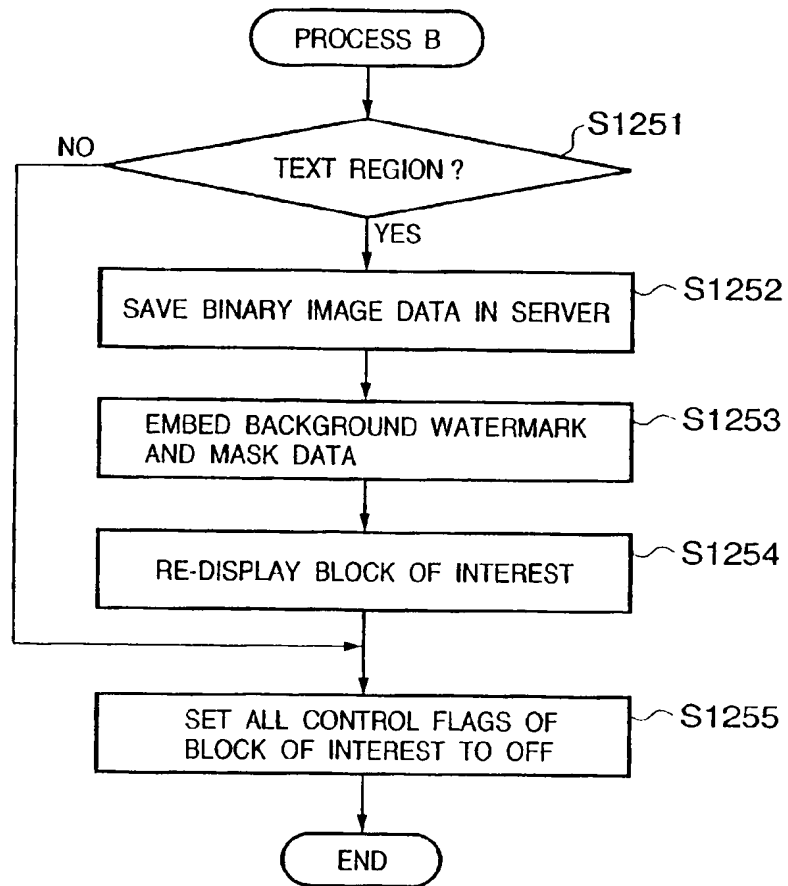 PROCESS B
S1251
NO
TEXT REGION ?
YES
SAVE BINARY IMAGE DATA IN SERVER
S1252
EMBED BACKGROUND WATERMARK
AND MASK DATA
S1253
RE-DISPLAY BLOCK OF INTEREST
S1254
SET ALL CONTROL FLAGS OF
BLOCK OF INTEREST TO OFF
S1255
END